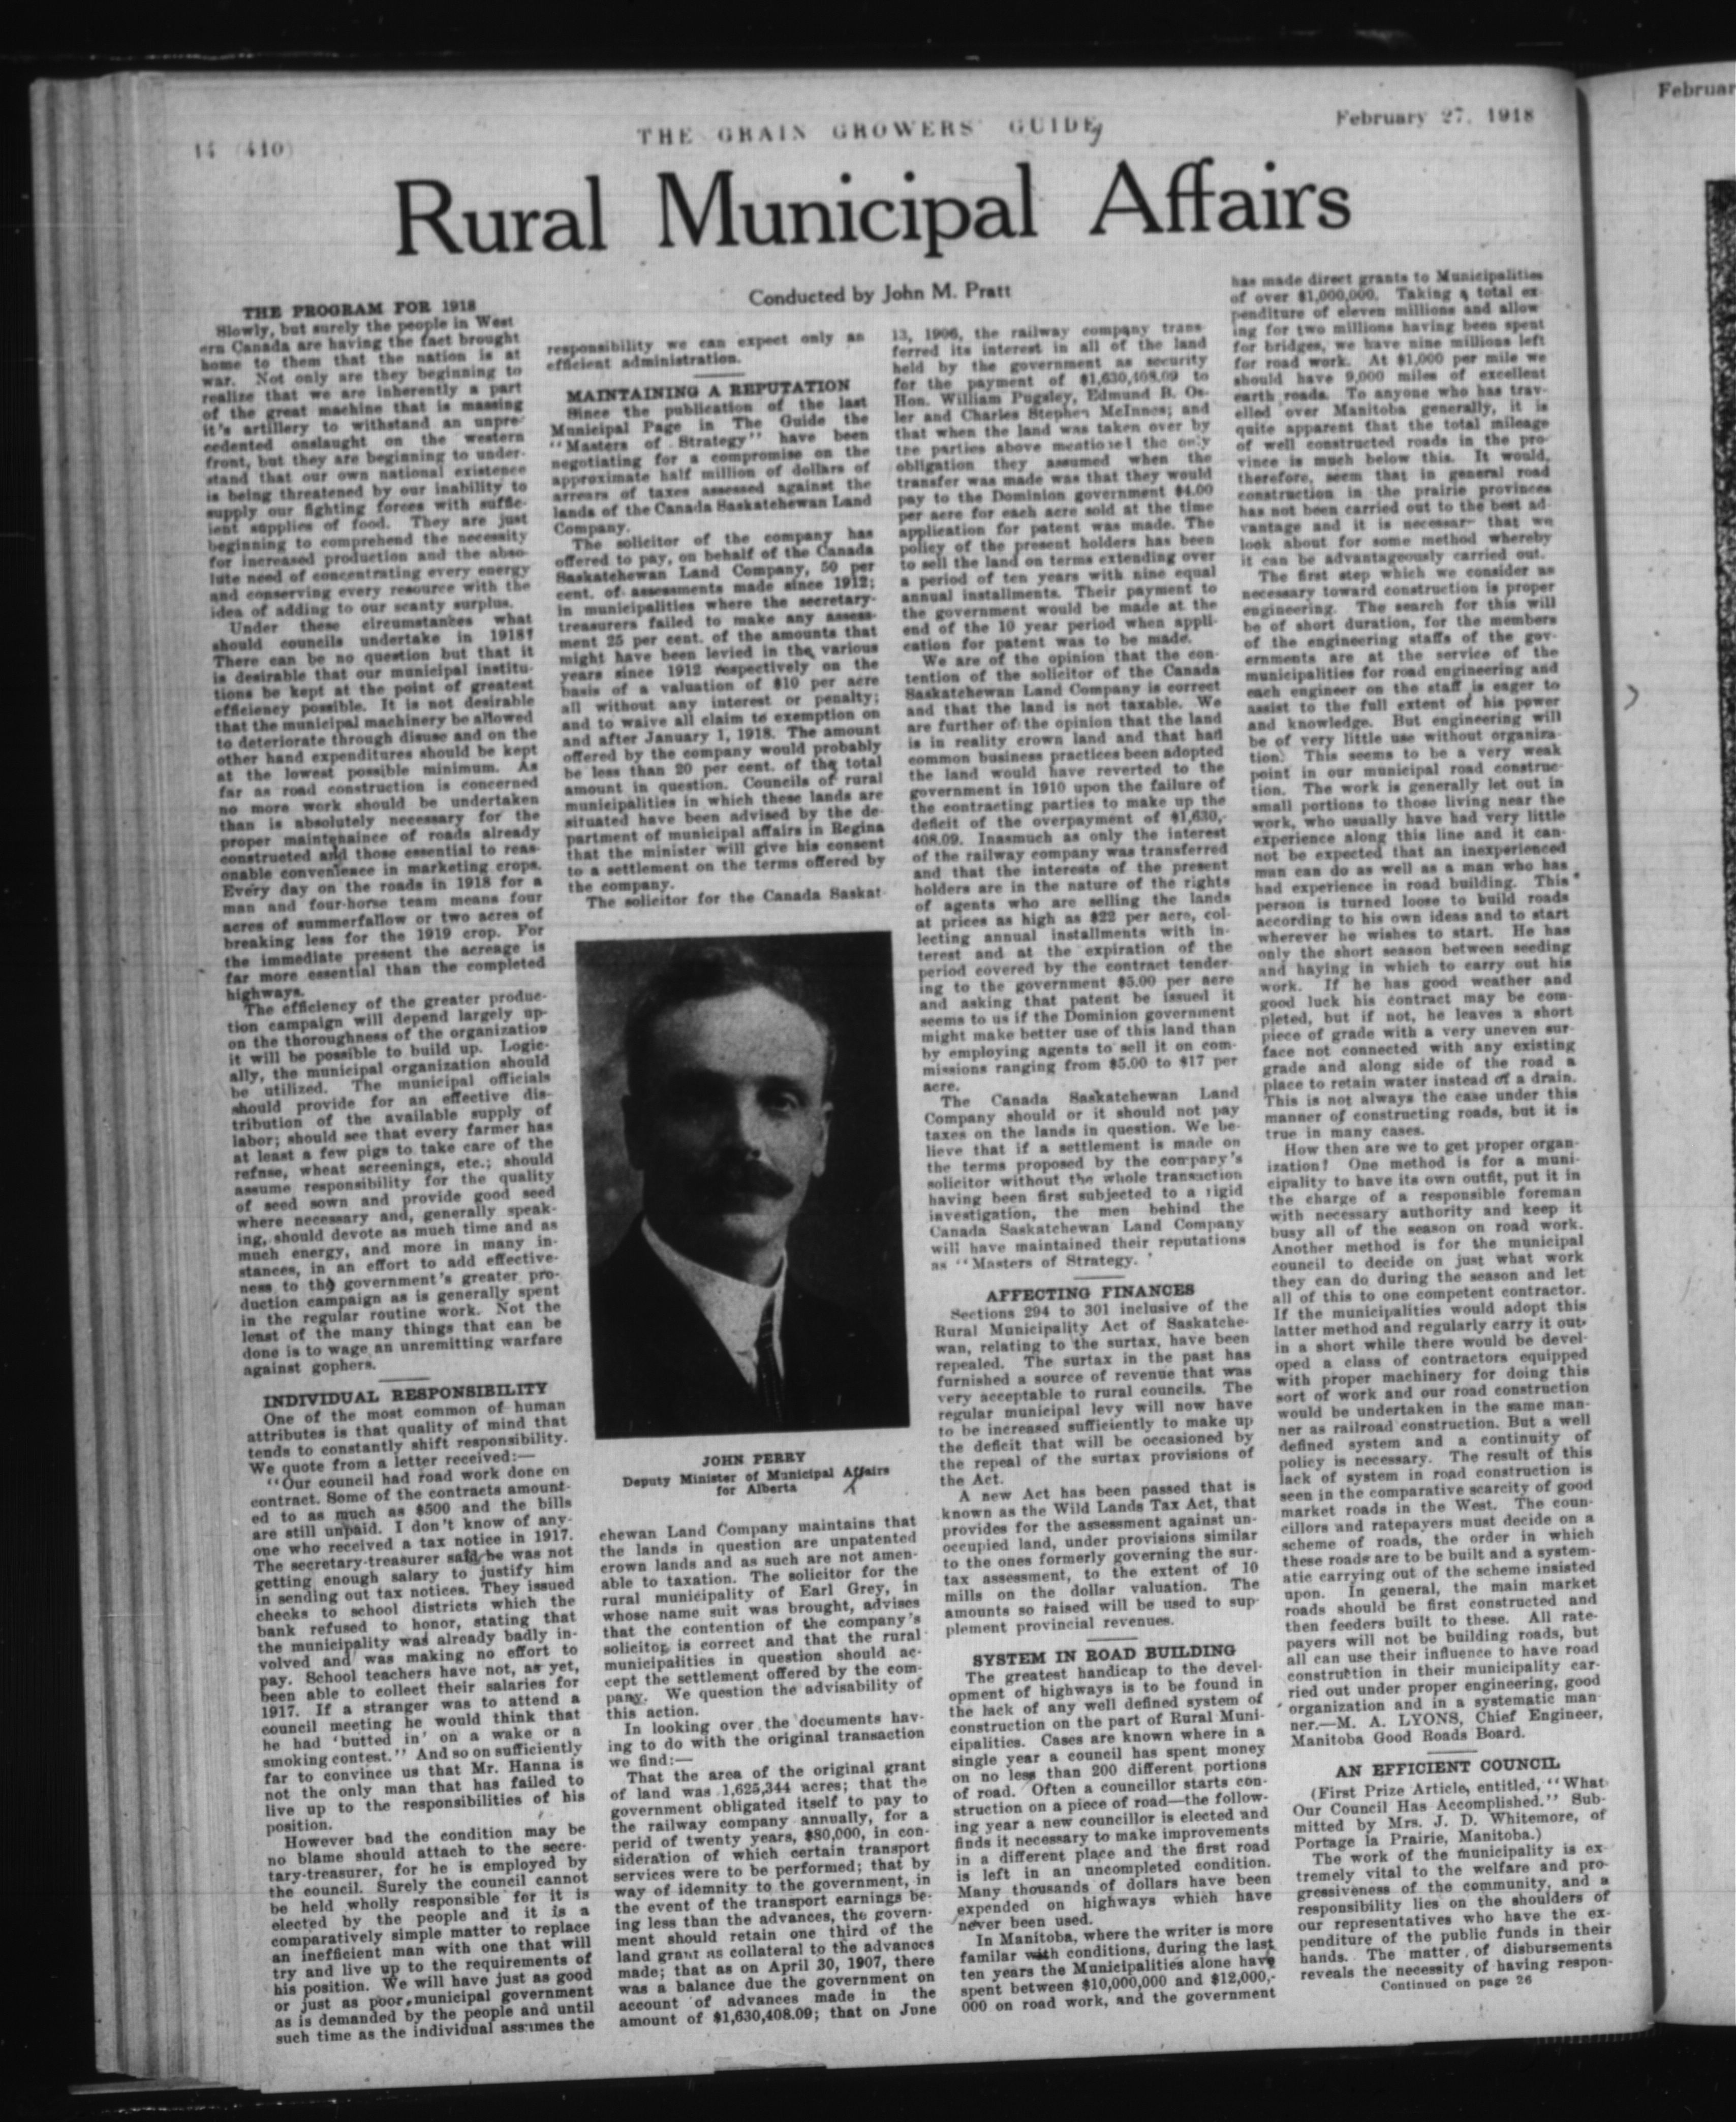 14 (410)
THE GRAIN GROWERS' GUIDE
February 27, 1918
Rural Municipal Affairs
Conducted by John M. Pratt
THE PROGRAM FOR 1918
Slowly, but surely the people in West
ern Canada are having the fact brought
home to them that the nation is at
war. Not only are they beginning to
realize that we are inherently a part
of the great machine that is massing
it's artillery to withstand an unpre-
cedented onslaught on the western
front, but they are beginning to under-
stand that our own national existence
is being threatened by our inability to
supply our fighting forces with suffic-
ient supplies of food. They are just
beginning to comprehend the necessity
for increased production and the abso-
lute need of concentrating every energy
and conserving every resource with the
idea of adding to our scanty surplus.
Under these circumstances what
should councils undertake in 1918?
There can be no question but that it
is desirable that our municipal institu-
tions be kept at the point of greatest
efficiency possible. It is not desirable
that the municipal machinery be allowed
to deteriorate through disuse and on the
other hand expenditures should be kept
at the lowest possible minimum. As
far as road construction is concerned
no more work should be undertaken
than is absolutely necessary for the
proper maintenaince of roads already
constructed and those essential to reas-
onable convenience in marketing crops.
Every day on the roads in 1918 for a
man and four-horse team means four
acres of summerfallow or two acres of
breaking less for the 1919 crop. For
the immediate present the acreage is
far more essential than the completed
highways.
The efficiency of the greater produc-
tion campaign will depend largely up-
on the thoroughness of the organization
it will be possible to build up. Logic-
ally, the municipal organization should
be utilized. The municipal officials
should provide for an effective dis-
tribution of the available supply of
labor; should see that every farmer has
at least a few pigs to take care of the
refuse, wheat screenings, etc.; should
assume responsibility for the quality
of seed sown and provide good seed
where necessary and, generally speak-
ing, should devote as much time and as
much energy, and more in many in-
stances, in an effort to add effective-
ness to the government's greater pro-
duction campaign as is generally spent
in the regular routine work. Not the
least of the many things that can be
done is to wage an unremitting warfare
against gophers.
INDIVIDUAL RESPONSIBILITY
One of the most common of human
attributes is that quality of mind that
tends to constantly shift responsibility.
We quote from a letter received:—
"Our council had road work done on
contract. Some of the contracts amount-
ed to as much as $500 and the bills
are still unpaid. I don't know of any-
one who received a tax notice in 1917.
The secretary-treasurer said he was not
getting enough salary to justify him
in sending out tax notices. They issued
checks to school districts which the
bank refused to honor, stating that
the municipality was already badly in-
volved and was making no effort to
pay. School teachers have not, as yet,
been able to collect their salaries for
1917. If a stranger was to attend a
council meeting he would think that
he had 'butted in' on a wake or a
smoking contest." And so on sufficiently
far to convince us that Mr. Hanna is
not the only man that has failed to
live up to the responsibilities of his
position.
However bad the condition may be
no blame should attach to the secre-
tary-treasurer, for he is employed by
the council. Surely the council cannot
be held wholly responsible for it is
elected by the people and it is a
comparatively simple matter to replace
an inefficient man with one that will
try and live up to the requirements of
his position. We will have just as good
or just as poor municipal government
as is demanded by the people and until
such time as the individual assumes the
responsibility we can expect only an
efficient administration.
MAINTAINING A REPUTATION
Since the publication of the last
Municipal Page in The Guide the
"Masters of Strategy" have been
negotiating for a compromise on the
approximate half million of dollars of
arrears of taxes assessed against the
lands of the Canada Saskatchewan Land
Company.
The solicitor of the company has
offered to pay, on behalf of the Canada
Saskatchewan Land Company, 50 per
cent. of assessments made since 1912;
in municipalities where the secretary-
treasurers failed to make any assess-
ment 25 per cent. of the amounts that
might have been levied in the various
years since 1912 respectively on the
basis of a valuation of $10 per acre
all without any interest or penalty;
and to waive all claim to exemption on
and after January 1, 1918. The amount
offered by the company would probably
be less than 20 per cent. of the total
amount in question. Councils of rural
municipalities in which these lands are
situated have been advised by the de-
partment of municipal affairs in Regina
that the minister will give his consent
to a settlement on the terms offered by
the company.
The solicitor for the Canada Saskat-
JOHN PERRY
Deputy Minister of Municipal Affairs
for Alberta
chewan Land Company maintains that
the lands in question are unpatented
crown lands and as such are not amen-
able to taxation. The solicitor for the
rural municipality of Earl Grey, in
whose name suit was brought, advises
that the contention of the company's
solicitor is correct and that the rural
municipalities in question should ac-
cept the settlement offered by the com-
pany. We question the advisability of
this action.
In looking over the documents hav-
ing to do with the original transaction
we find:—
That the area of the original grant
of land was 1,625,344 acres; that the
government obligated itself to pay to
the railway company annually, for a
perid of twenty years, $80,000, in con-
sideration of which certain transport
services were to be performed; that by
way of idemnity to the government, in
the event of the transport earnings be-
ing less than the advances, the govern-
ment should retain one third of the
land grant as collateral to the advances
made; that as on April 30, 1907, there
was a balance due the government on
account of advances made in the
amount of $1,630,408.09; that on June
13, 1906, the railway company trans-
ferred its interest in all of the land
held by the government as security
for the payment of $1,630,408.09 to
Hon. William Pugsley, Edmund B. Os-
ler and Charles Stephen McInnes; and
that when the land was taken over by
the parties above mentioned the only
obligation they assumed when the
transfer was made was that they would
pay to the Dominion government $4.00
per acre for each acre sold at the time
application for patent was made. The
policy of the present holders has been
to sell the land on terms extending over
a period of ten years with nine equal
annual installments. Their payment to
the government would be made at the
end of the 10 year period when appli-
cation for patent was to be made.
We are of the opinion that the con-
tention of the solicitor of the Canada
Saskatchewan Land Company is correct
and that the land is not taxable. We
are further of the opinion that the land
is in reality crown land and that had
common business practices been adopted
the land would have reverted to the
government in 1910 upon the failure of
the contracting parties to make up the
deficit of the overpayment of $1,630,-
408.09. Inasmuch as only the interest
of the railway company was transferred
and that the interests of the present
holders are in the nature of the rights
of agents who are selling the lands
at prices as high as $22 per acre, col-
lecting annual installments with in-
terest and at the expiration of the
period covered by the contract tender-
ing to the government $5.00 per acre
and asking that patent be issued it
seems to us if the Dominion government
might make better use of this land than
by employing agents to sell it on com-
missions ranging from $5.00 to $17 per
acre.
The Canada Saskatchewan Land
Company should or it should not pay
taxes on the lands in question. We be-
lieve that if a settlement is made on
the terms proposed by the company's
solicitor without the whole transaction
having been first subjected to a rigid
investigation, the men behind the
Canada Saskatchewan Land Company
will have maintained their reputations
as "Masters of Strategy.
AFFECTING FINANCES
Sections 294 to 301 inclusive of the
Rural Municipality Act of Saskatche-
wan, relating to the surtax, have been
repealed. The surtax in the past has
furnished a source of revenue that was
very acceptable to rural councils. The
regular municipal levy will now have
to be increased sufficiently to make up
the deficit that will be occasioned by
the repeal of the surtax provisions of
the Act.
A new Act has been passed that is
known as the Wild Lands Tax Act, that
provides for the assessment against un-
occupied land, under provisions similar
to the ones formerly governing the sur-
tax assessment, to the extent of 10
mills on the dollar valuation. The
amounts so raised will be used to sup-
plement provincial revenues.
SYSTEM IN ROAD BUILDING
The greatest handicap to the devel-
opment of highways is to be found in
the lack of any well defined system of
construction on the part of Rural Muni-
cipalities. Cases are known where in a
single year a council has spent money
on no less than 200 different portions
of road. Often a councillor starts con-
struction on a piece of road—the follow-
ing year a new councillor is elected and
finds it necessary to make improvements
in a different place and the first road
is left in an uncompleted condition.
Many thousands of dollars have been
expended on highways which have
never been used.
In Manitoba, where the writer is more
familar with conditions, during the last
ten years the Municipalities alone have
spent between $10,000,000 and $12,000,-
000 on road work, and the government
has made direct grants to Municipalities
of over $1,000,000. Taking a total ex-
penditure of eleven millions and allow-
ing for two millions having been spent
for bridges, we have nine millions left
for road work. At $1,000 per mile we
should have 9,000 miles of excellent
earth roads. To anyone who has trav-
elled over Manitoba generally, it is
quite apparent that the total mileage
of well constructed roads in the pro-
vince is much below this. It would,
therefore, seem that in general road
construction in the prairie provinces
has not been carried out to the best ad-
vantage and it is necessary that we
look about for some method whereby
it can be advantageously carried out.
The first step which we consider as
necessary toward construction is proper
engineering. The search for this will
be of short duration, for the members
of the engineering staffs of the gov-
ernments are at the service of the
municipalities for road engineering and
each engineer on the staff is eager to
assist to the full extent of his power
and knowledge. But engineering will
be of very little use without organiza-
tion. This seems to be a very weak
point in our municipal road construc-
tion. The work is generally let out in
small portions to those living near the
work, who usually have had very little
experience along this line and it can-
not be expected that an inexperienced
man can do as well as a man who has
had experience in road building. This
person is turned loose to build roads
according to his own ideas and to start
wherever he wishes to start. He has
only the short season between seeding
and haying in which to carry out his
work. If he has good weather and
good luck his contract may be com-
pleted, but if not, he leaves a short
piece of grade with a very uneven sur-
face not connected with any existing
grade and along side of the road a
place to retain water instead of a drain.
This is not always the case under this
manner of constructing roads, but it is
true in many cases.
How then are we to get proper organ-
ization? One method is for a muni-
cipality to have its own outfit, put it in
the charge of a responsible foreman
with necessary authority and keep it
busy all of the season on road work.
Another method is for the municipal
council to decide on just what work
they can do during the season and let
all of this to one competent contractor.
If the municipalities would adopt this
latter method and regularly carry it out
in a short while there would be devel-
oped a class of contractors equipped
with proper machinery for doing this
sort of work and our road construction
would be undertaken in the same man-
ner as railroad construction. But a well
defined system and a continuity of
policy is necessary. The result of this
lack of system in road construction is
seen in the comparative scarcity of good
market roads in the West. The coun-
cillors and ratepayers must decide on a
scheme of roads, the order in which
these roads are to be built and a system-
atic carrying out of the scheme insisted
upon. In general, the main market
roads should be first constructed and
then feeders built to these. All rate-
payers will not be building roads, but
all can use their influence to have road
construction in their municipality car-
ried out under proper engineering, good
organization and in a systematic man-
ner.—M. A. LYONS, Chief Engineer,
Manitoba Good Roads Board.
AN EFFICIENT COUNCIL
(First Prize Article, entitled, "What
Our Council Has Accomplished." Sub-
mitted by Mrs. J. D. Whitemore, of
Portage la Prairie, Manitoba.)
The work of the municipality is ex-
tremely vital to the welfare and pro-
gressiveness of the community, and a
responsibility lies on the shoulders of
our representatives who have the ex-
penditure of the public funds in their
hands. The matter of disbursements
reveals the necessity of having respon-
Continued on page 26
Februar